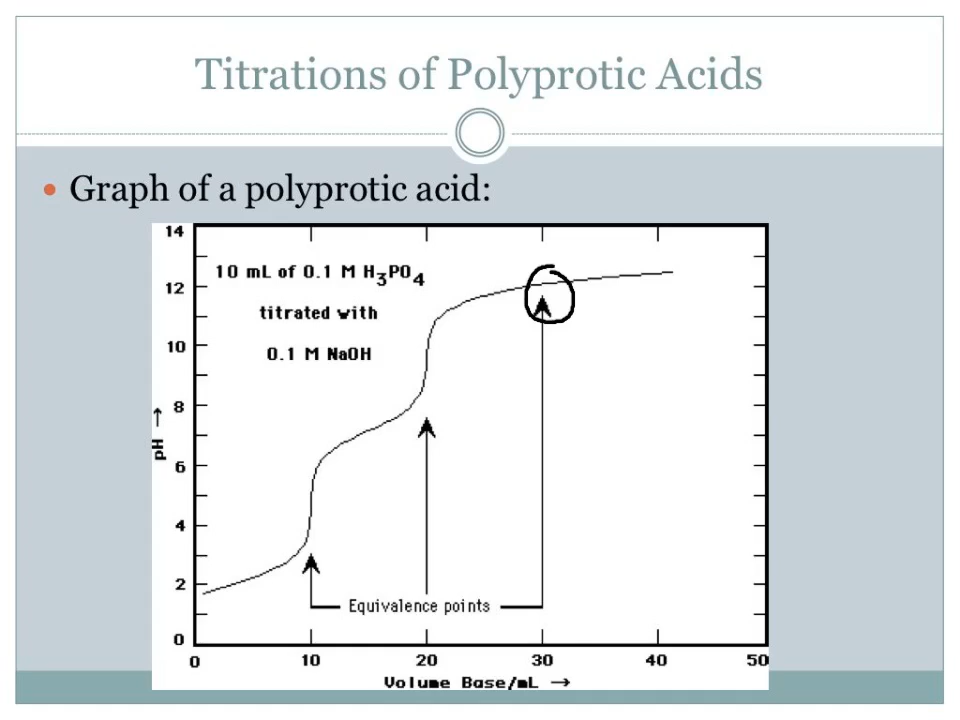 Titrations of Polyprotic Acids
• Graph of a polyprotic acid:
14
12
10
8
6
4
2
0
pH →
10 mL of 0.1 M H₃PO₄
titrated with
0.1 M NaOH
Equivalence points
0 10 20 30 40 50
Volume Base/mL →